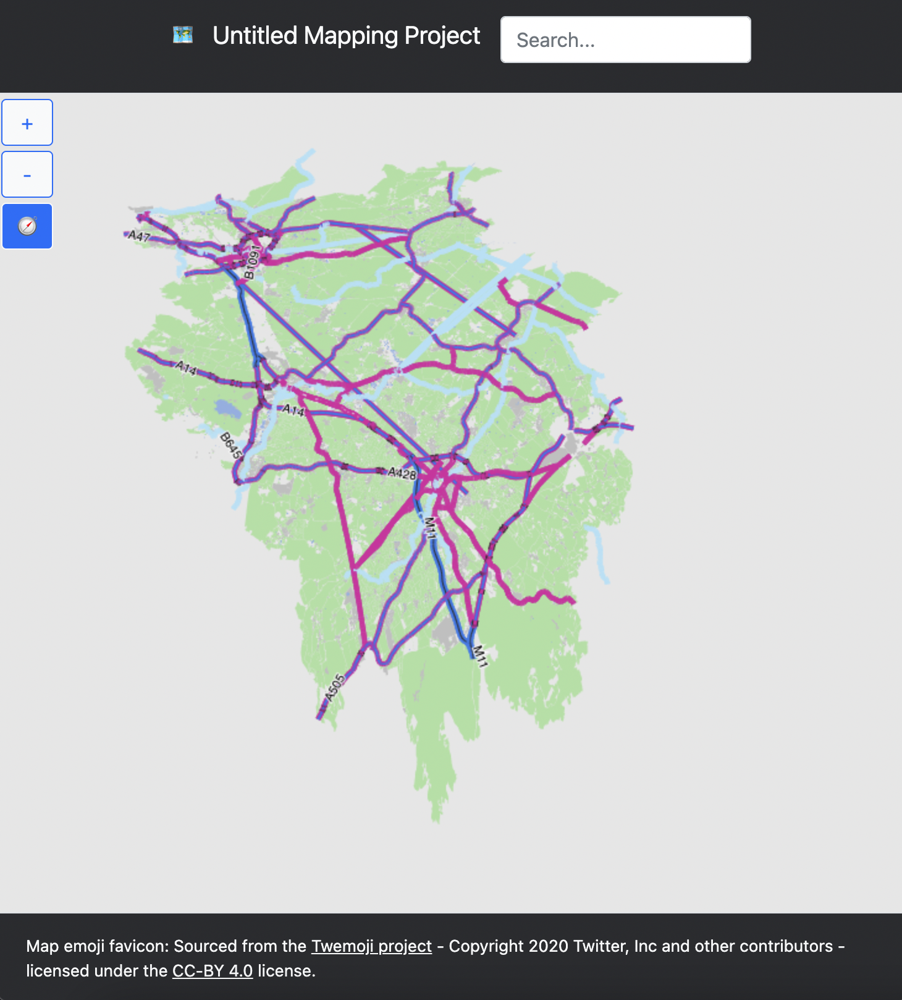 Untitled Mapping Project
Search...
+
-
A47
B1091
A14
A14
B645
A428
M11
M11
A505
Map emoji favicon: Sourced from the Twemoji project - Copyright 2020 Twitter, Inc and other contributors -
licensed under the CC-BY 4.0 license.